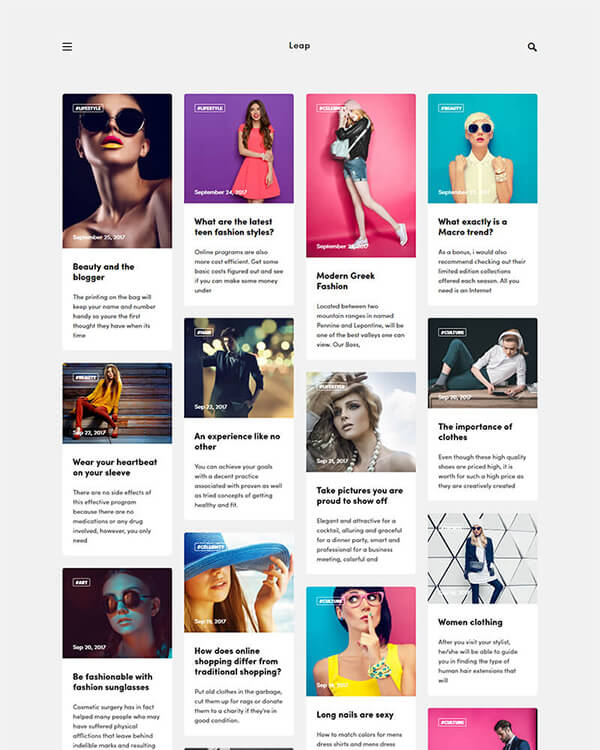 Leap
#LIFESTYLE
September 25, 2017
Beauty and the
blogger
The printing on the bag will
keep your name and number
handy so youre the first
thought they have when its
time
#BEAUTY
Sep 23, 2017
Wear your heartbeat
on your sleeve
There are no side effects of
this effective program
because there are no
medications or any drug
involved, however, you only
need
#ART
Sep 20, 2017
Be fashionable with
fashion sunglasses
Cosmetic surgery has in fact
helped many people who may
have suffered physical
afflictions that leave behind
indelible marks and resulting
#LIFESTYLE
September 24, 2017
What are the latest
teen fashion styles?
Online programs are also
more cost efficient. Get some
basic costs figured out and see
if you can make some money
under
#HAIR
Sep 22, 2017
An experience like no
other
You can achieve your goals
with a decent practice
associated with proven as well
as tried concepts of getting
healthy and fit.
#CELEBRITY
Sep 19, 2017
How does online
shopping differ from
traditional shopping?
Put old clothes in the garbage,
cut them up for rags or donate
them to a charity if they're in
good condition.
#CELEBRITY
September 2017
Modern Greek
Fashion
Located between two
mountain ranges in named
Pennine and Lepontine, will be
one of the best valleys one can
view. Our Boss,
#LIFESTYLE
Sep 21, 2017
Take pictures you are
proud to show off
Elegant and attractive for a
cocktail, alluring and graceful
for a dinner party, smart and
professional for a business
meeting, colorful and
#CULTURE
2017
Long nails are sexy
How to match colors for mens
dress shirts and mens dress
#BEAUTY
September 23, 2017
What exactly is a
Macro trend?
As a bonus, i would also
recommend checking out their
limited edition collections
offered each season. All you
need is an Internet
#CULTURE
Sep 20, 2017
The importance of
clothes
Even though these high quality
shoes are priced high, it is
worth for such a high price as
they are creatively created
Women clothing
After you visit your stylist,
he/she will be able to guide
you in finding the type of
human hair extensions that
will
#CULTURE